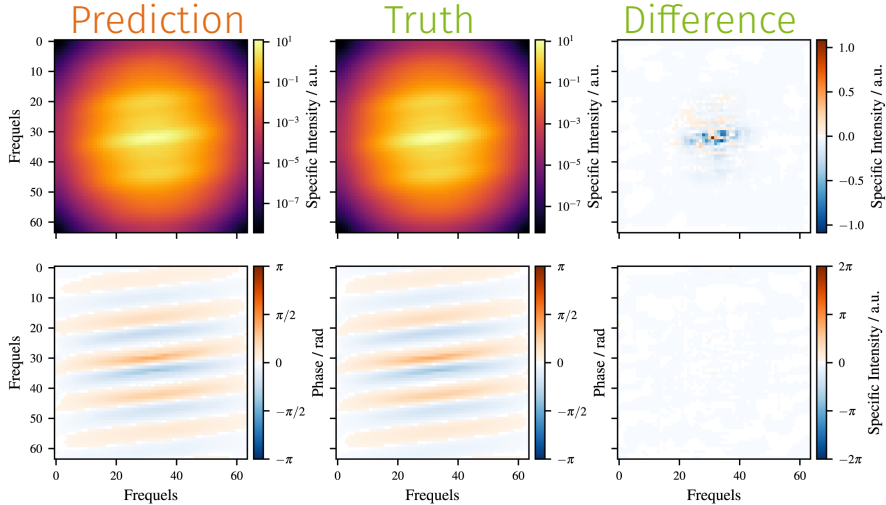 Prediction
Truth
Difference
0
10
20
30
40
50
60
Frequels
10¹
10⁻¹
10⁻³
10⁻⁵
10⁻⁷
Specific Intensity / a.u.
10¹
10⁻¹
10⁻³
10⁻⁵
10⁻⁷
Specific Intensity / a.u.
1.0
0.5
0.0
−0.5
−1.0
Specific Intensity / a.u.
0
10
20
30
40
50
60
Frequels
0
20
40
60
Frequels
π
π/2
0
−π/2
−π
Phase / rad
0
20
40
60
Frequels
π
π/2
0
−π/2
−π
Phase / rad
0
20
40
60
Frequels
2π
π
0
−π
−2π
Specific Intensity / a.u.